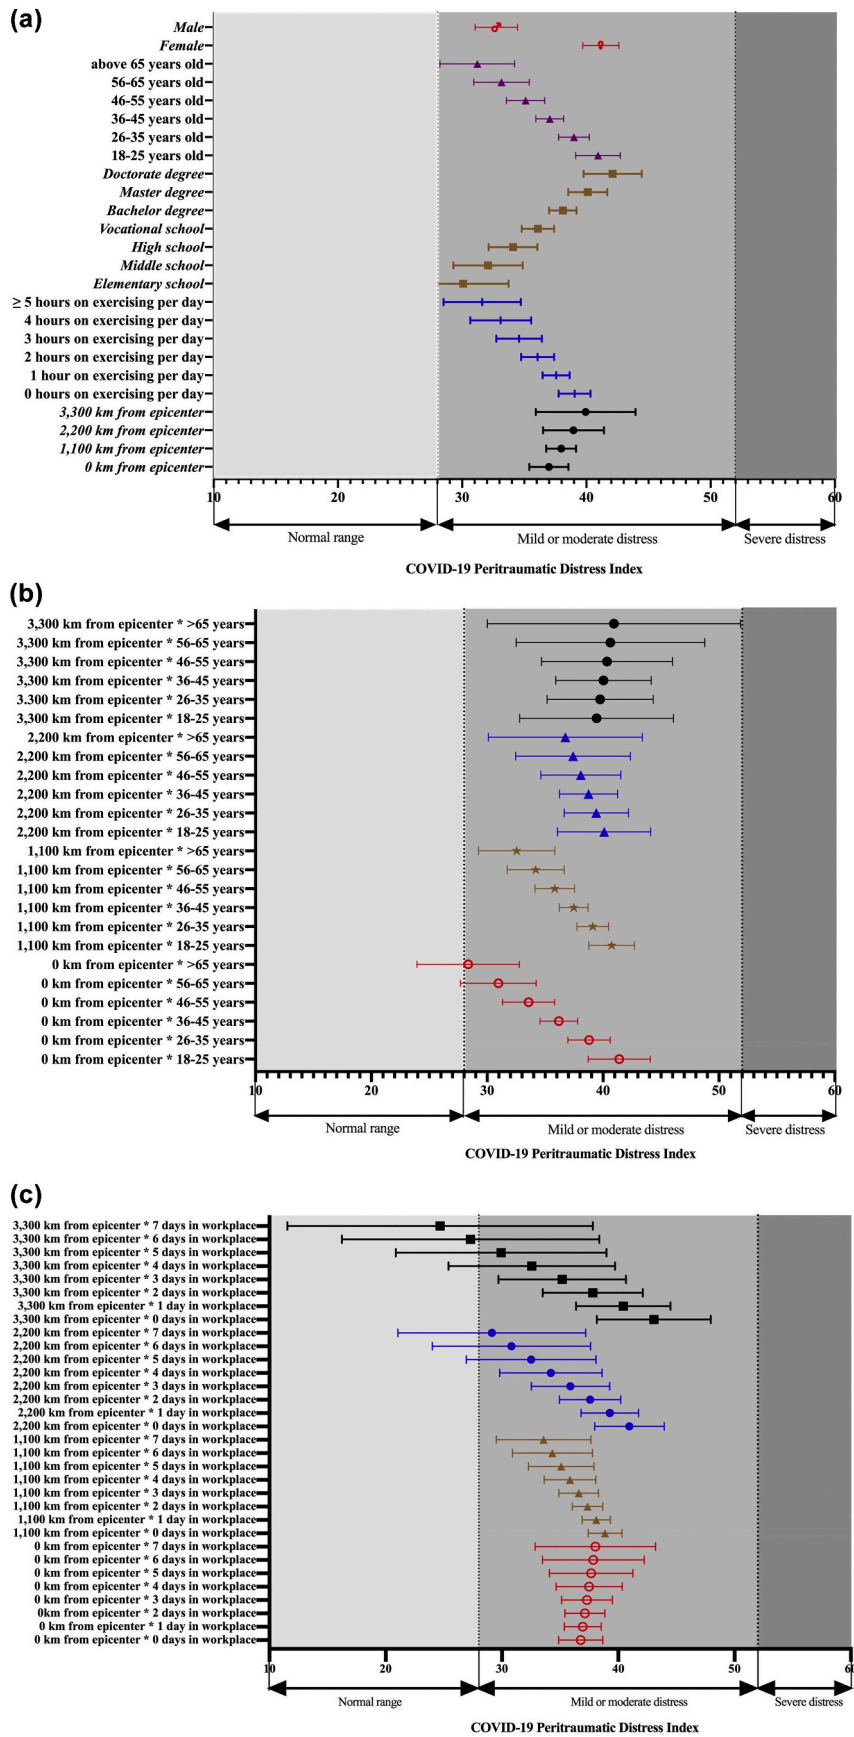 (a)
Male
Female
above 65 years old
56-65 years old
46-55 years old
36-45 years old
26-35 years old
18-25 years old
Doctorate degree
Master degree
Bachelor degree
Vocational school
High school
Middle school
Elementary school
≥ 5 hours on exercising per day
4 hours on exercising per day
3 hours on exercising per day
2 hours on exercising per day
1 hour on exercising per day
0 hours on exercising per day
3,300 km from epicenter
2,200 km from epicenter
1,100 km from epicenter
0 km from epicenter
10 20 30 40 50 60
Normal range Mild or moderate distress Severe distress
COVID-19 Peritraumatic Distress Index
(b)
3,300 km from epicenter * >65 years
3,300 km from epicenter * 56-65 years
3,300 km from epicenter * 46-55 years
3,300 km from epicenter * 36-45 years
3,300 km from epicenter * 26-35 years
3,300 km from epicenter * 18-25 years
2,200 km from epicenter * >65 years
2,200 km from epicenter * 56-65 years
2,200 km from epicenter * 46-55 years
2,200 km from epicenter * 36-45 years
2,200 km from epicenter * 26-35 years
2,200 km from epicenter * 18-25 years
1,100 km from epicenter * >65 years
1,100 km from epicenter * 56-65 years
1,100 km from epicenter * 46-55 years
1,100 km from epicenter * 36-45 years
1,100 km from epicenter * 26-35 years
1,100 km from epicenter * 18-25 years
0 km from epicenter * >65 years
0 km from epicenter * 56-65 years
0 km from epicenter * 46-55 years
0 km from epicenter * 36-45 years
0 km from epicenter * 26-35 years
0 km from epicenter * 18-25 years
10 20 30 40 50 60
Normal range Mild or moderate distress Severe distress
COVID-19 Peritraumatic Distress Index
(c)
3,300 km from epicenter * 7 days in workplace
3,300 km from epicenter * 6 days in workplace
3,300 km from epicenter * 5 days in workplace
3,300 km from epicenter * 4 days in workplace
3,300 km from epicenter * 3 days in workplace
3,300 km from epicenter * 2 days in workplace
3,300 km from epicenter * 1 day in workplace
3,300 km from epicenter * 0 days in workplace
2,200 km from epicenter * 7 days in workplace
2,200 km from epicenter * 6 days in workplace
2,200 km from epicenter * 5 days in workplace
2,200 km from epicenter * 4 days in workplace
2,200 km from epicenter * 3 days in workplace
2,200 km from epicenter * 2 days in workplace
2,200 km from epicenter * 1 day in workplace
2,200 km from epicenter * 0 days in workplace
1,100 km from epicenter * 7 days in workplace
1,100 km from epicenter * 6 days in workplace
1,100 km from epicenter * 5 days in workplace
1,100 km from epicenter * 4 days in workplace
1,100 km from epicenter * 3 days in workplace
1,100 km from epicenter * 2 days in workplace
1,100 km from epicenter * 1 day in workplace
1,100 km from epicenter * 0 days in workplace
0 km from epicenter * 7 days in workplace
0 km from epicenter * 6 days in workplace
0 km from epicenter * 5 days in workplace
0 km from epicenter * 4 days in workplace
0 km from epicenter * 3 days in workplace
0km from epicenter * 2 days in workplace
0 km from epicenter * 1 day in workplace
0 km from epicenter * 0 days in workplace
10 20 30 40 50
Normal range Mild or moderate distress Severe distress
COVID-19 Peritraumatic Distress Index